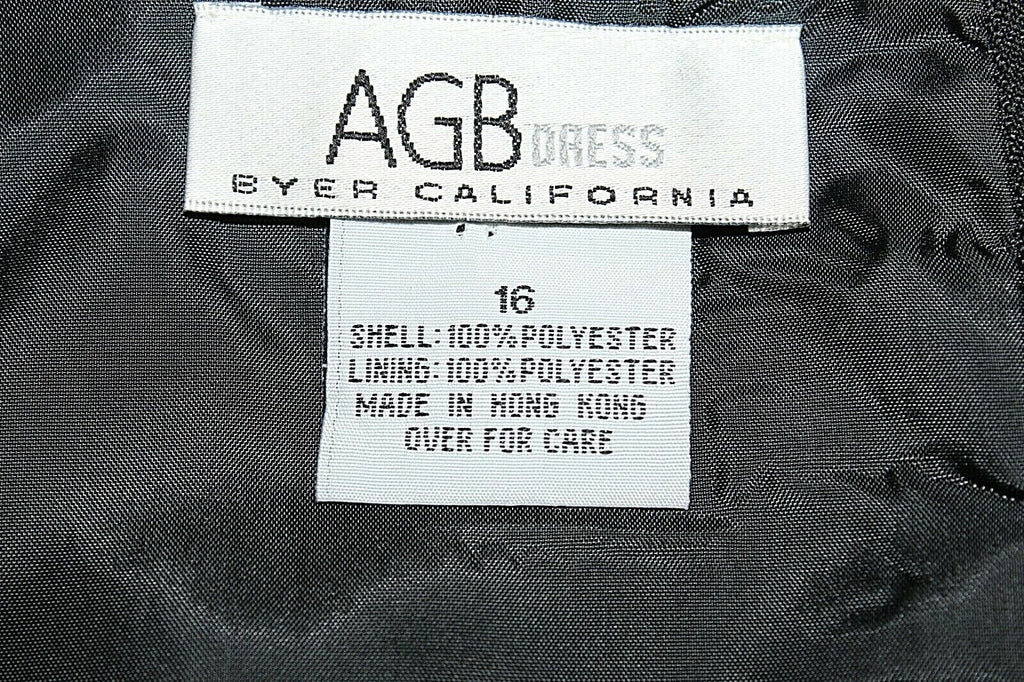 AGB DRESS
BYER CALIFORNIA
16
SHELL: 100% POLYESTER
LINING: 100% POLYESTER
MADE IN HONG KONG
OVER FOR CARE